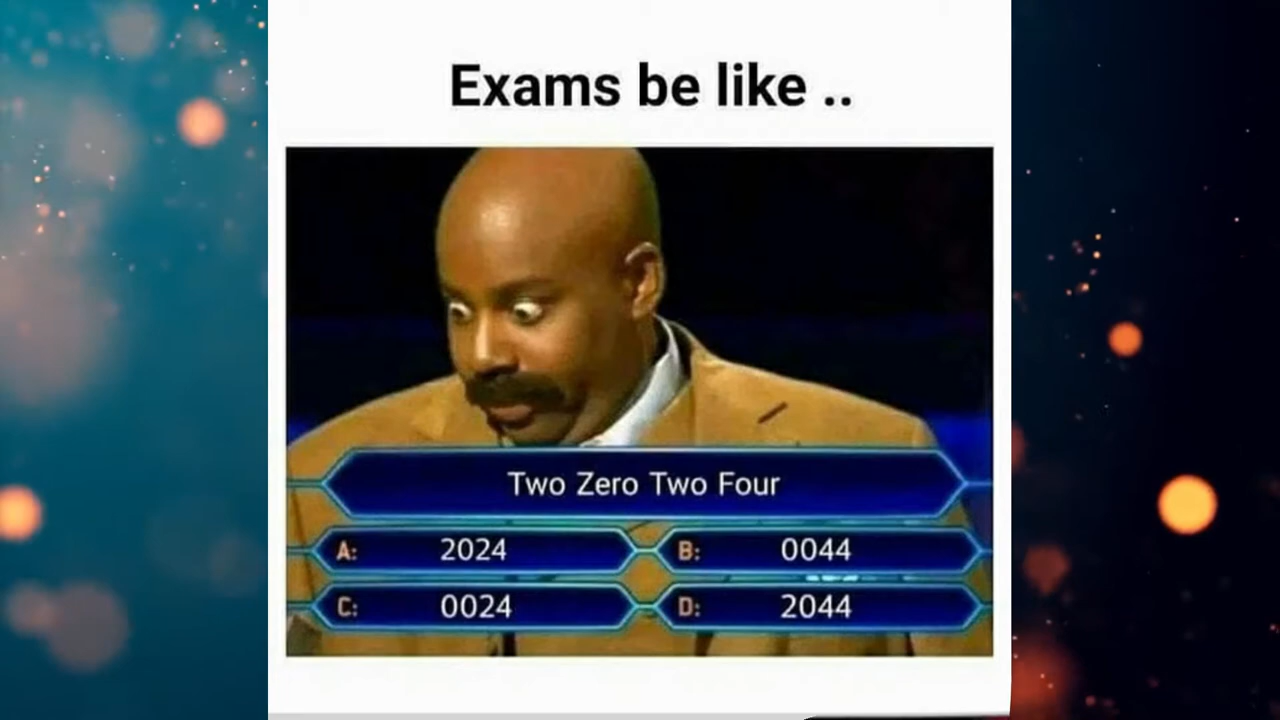 Exams be like ..
Two Zero Two Four
A: 2024
B: 0044
C: 0024
D: 2044